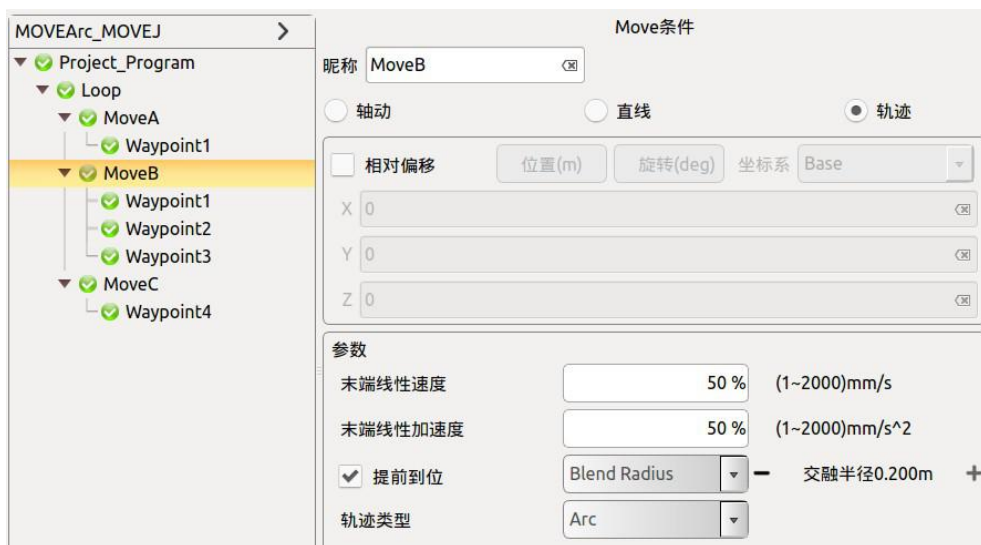 MOVEArc_MOVEJ
Project_Program
Loop
MoveA
Waypoint1
MoveB
Waypoint1
Waypoint2
Waypoint3
MoveC
Waypoint4
Move条件
昵称 MoveB
轴动 直线 轨迹
相对偏移 位置(m) 旋转(deg) 坐标系 Base
X 0
Y 0
Z 0
参数
末端线性速度 50 % (1~2000)mm/s
末端线性加速度 50 % (1~2000)mm/s^2
提前到位 Blend Radius 交融半径0.200m
轨迹类型 Arc